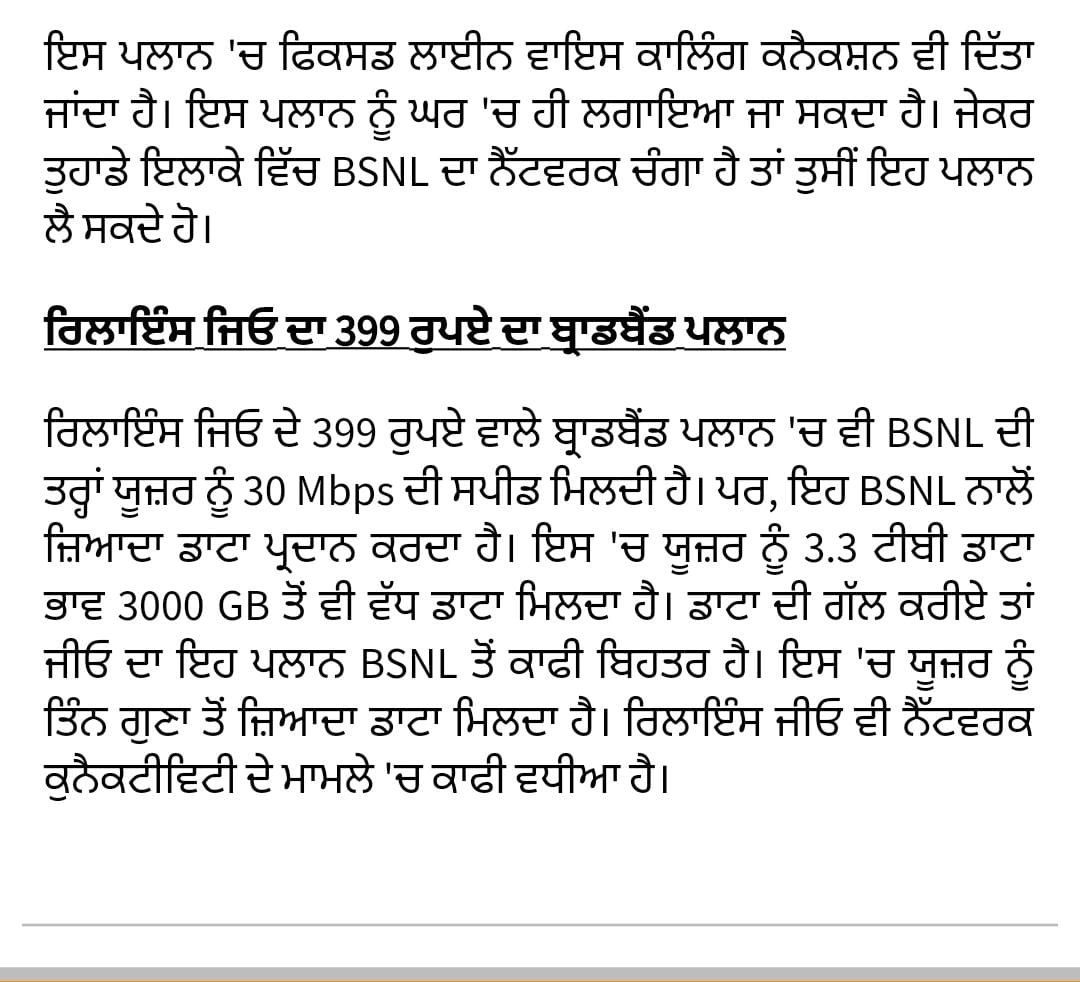 ਇਸ ਪਲਾਨ 'ਚ ਫਿਕਸਡ ਲਾਈਨ ਵਾਇਸ ਕਾਲਿੰਗ ਕਨੈਕਸ਼ਨ ਵੀ ਦਿੱਤਾ
ਜਾਂਦਾ ਹੈ। ਇਸ ਪਲਾਨ ਨੂੰ ਘਰ 'ਚ ਹੀ ਲਗਾਇਆ ਜਾ ਸਕਦਾ ਹੈ। ਜੇਕਰ
ਤੁਹਾਡੇ ਇਲਾਕੇ ਵਿੱਚ BSNL ਦਾ ਨੈੱਟਵਰਕ ਚੰਗਾ ਹੈ ਤਾਂ ਤੁਸੀਂ ਇਹ ਪਲਾਨ
ਲੈ ਸਕਦੇ ਹੋ।
ਰਿਲਾਇੰਸ ਜਿਓ ਦਾ 399 ਰੁਪਏ ਦਾ ਬ੍ਰਾਡਬੈਂਡ ਪਲਾਨ
ਰਿਲਾਇੰਸ ਜਿਓ ਦੇ 399 ਰੁਪਏ ਵਾਲੇ ਬ੍ਰਾਡਬੈਂਡ ਪਲਾਨ 'ਚ ਵੀ BSNL ਦੀ
ਤਰ੍ਹਾਂ ਯੂਜ਼ਰ ਨੂੰ 30 Mbps ਦੀ ਸਪੀਡ ਮਿਲਦੀ ਹੈ। ਪਰ, ਇਹ BSNL ਨਾਲੋਂ
ਜ਼ਿਆਦਾ ਡਾਟਾ ਪ੍ਰਦਾਨ ਕਰਦਾ ਹੈ। ਇਸ 'ਚ ਯੂਜ਼ਰ ਨੂੰ 3.3 ਟੀਬੀ ਡਾਟਾ
ਭਾਵ 3000 GB ਤੋਂ ਵੀ ਵੱਧ ਡਾਟਾ ਮਿਲਦਾ ਹੈ। ਡਾਟਾ ਦੀ ਗੱਲ ਕਰੀਏ ਤਾਂ
ਜੀਓ ਦਾ ਇਹ ਪਲਾਨ BSNL ਤੋਂ ਕਾਫੀ ਬਿਹਤਰ ਹੈ। ਇਸ 'ਚ ਯੂਜ਼ਰ ਨੂੰ
ਤਿੰਨ ਗੁਣਾ ਤੋਂ ਜ਼ਿਆਦਾ ਡਾਟਾ ਮਿਲਦਾ ਹੈ। ਰਿਲਾਇੰਸ ਜੀਓ ਵੀ ਨੈੱਟਵਰਕ
ਕੁਨੈਕਟੀਵਿਟੀ ਦੇ ਮਾਮਲੇ 'ਚ ਕਾਫੀ ਵਧੀਆ ਹੈ।